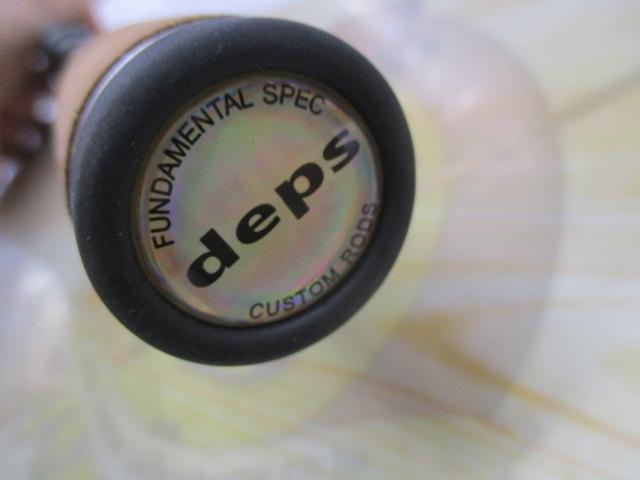 FUNDAMENTAL SPEC
deps
CUSTOM RODS